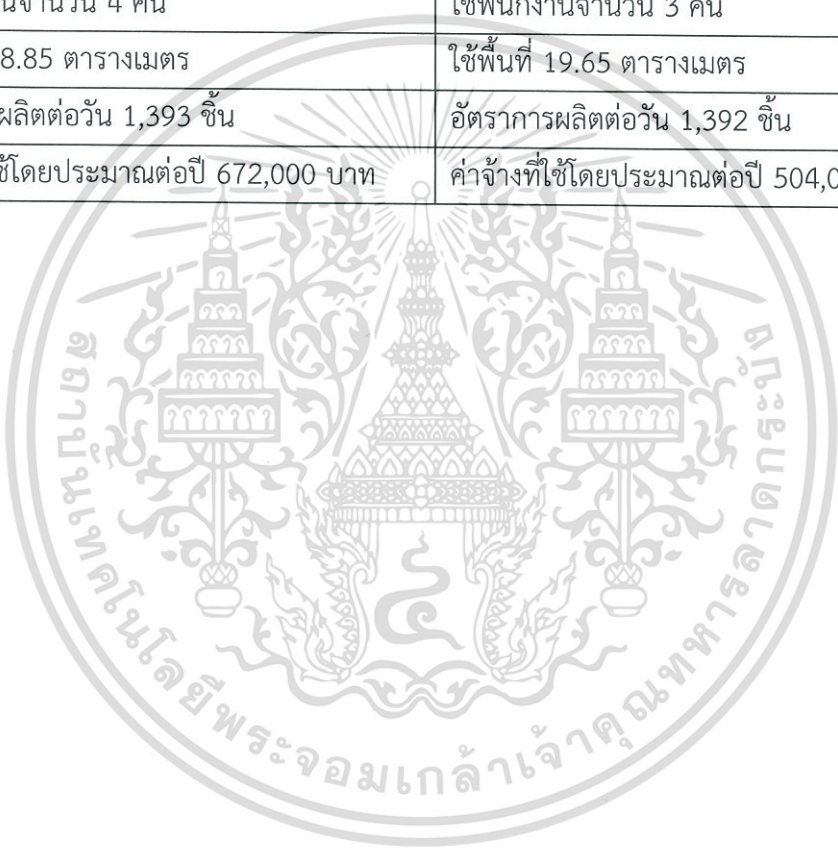 นจำนวน 4 คน ใช้พนักงานจำนวน 3 คน
8.85 ตารางเมตร ใช้พื้นที่ 19.65 ตารางเมตร
ผลิตต่อวัน 1,393 ชิ้น อัตราการผลิตต่อวัน 1,392 ชิ้น
ช้โดยประมาณต่อปี 672,000 บาท ค่าจ้างที่ใช้โดยประมาณต่อปี 504,0
สถาบันเทคโนโลยีพระจอมเกล้าเจ้าคุณทหารลาดกระบัง